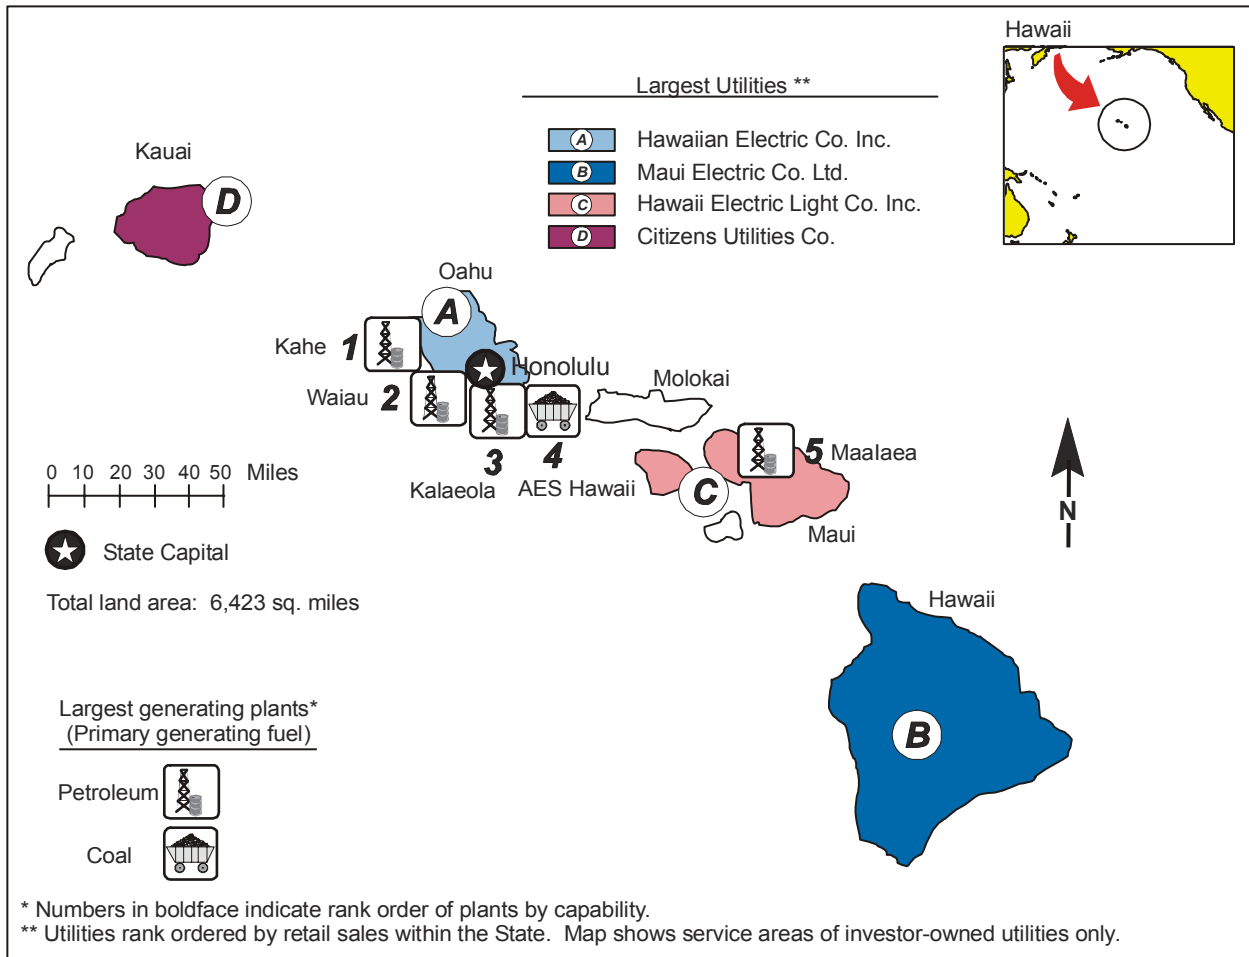 Hawaii
Largest Utilities **
A Hawaiian Electric Co. Inc.
B Maui Electric Co. Ltd.
C Hawaii Electric Light Co. Inc.
D Citizens Utilities Co.
Kauai
D
Oahu
A
Kahe 1
Honolulu
Waiau 2
Molokai
3
4
Kalaeola
AES Hawaii
5 Maalaea
C
Maui
0 10 20 30 40 50 Miles
N
State Capital
Total land area: 6,423 sq. miles
Hawaii
B
Largest generating plants*
(Primary generating fuel)
Petroleum
Coal
* Numbers in boldface indicate rank order of plants by capability.
** Utilities rank ordered by retail sales within the State. Map shows service areas of investor-owned utilities only.